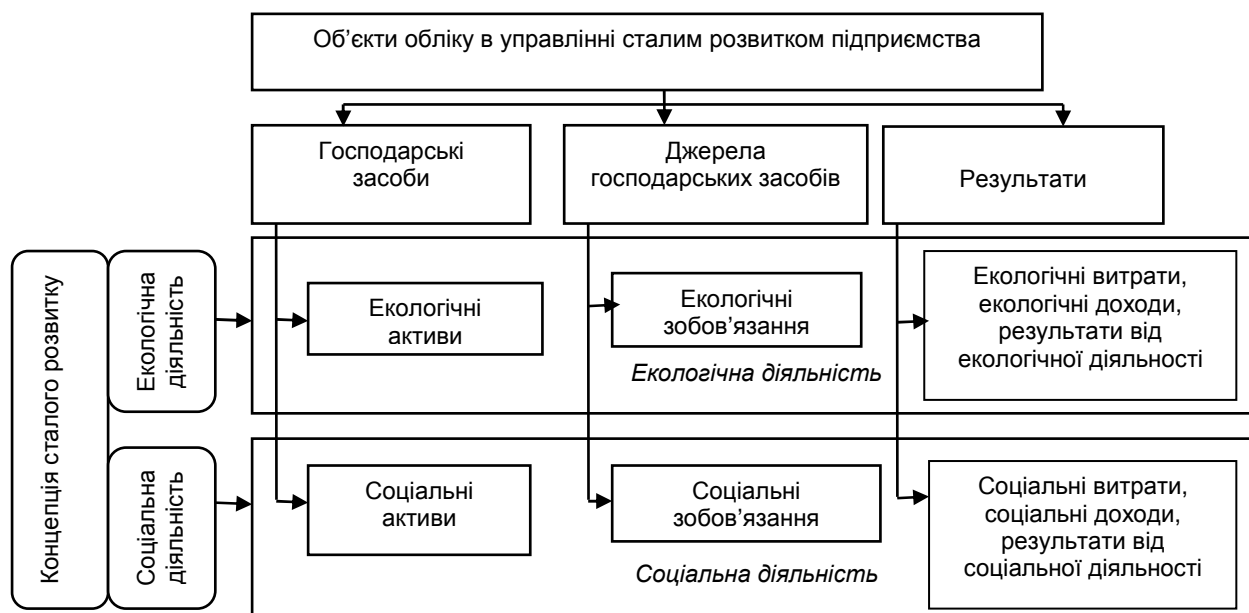 Об’єкти обліку в управлінні сталим розвитком підприємства
Господарські
засоби
Джерела
господарських засобів
Результати
Концепція сталого розвитку
Екологічна
діяльність
Екологічні
активи
Екологічні
зобов’язання
Екологічна діяльність
Екологічні витрати,
екологічні доходи,
результати від
екологічної діяльності
Соціальна
діяльність
Соціальні
активи
Соціальні
зобов’язання
Соціальна діяльність
Соціальні витрати,
соціальні доходи,
результати від
соціальної діяльності